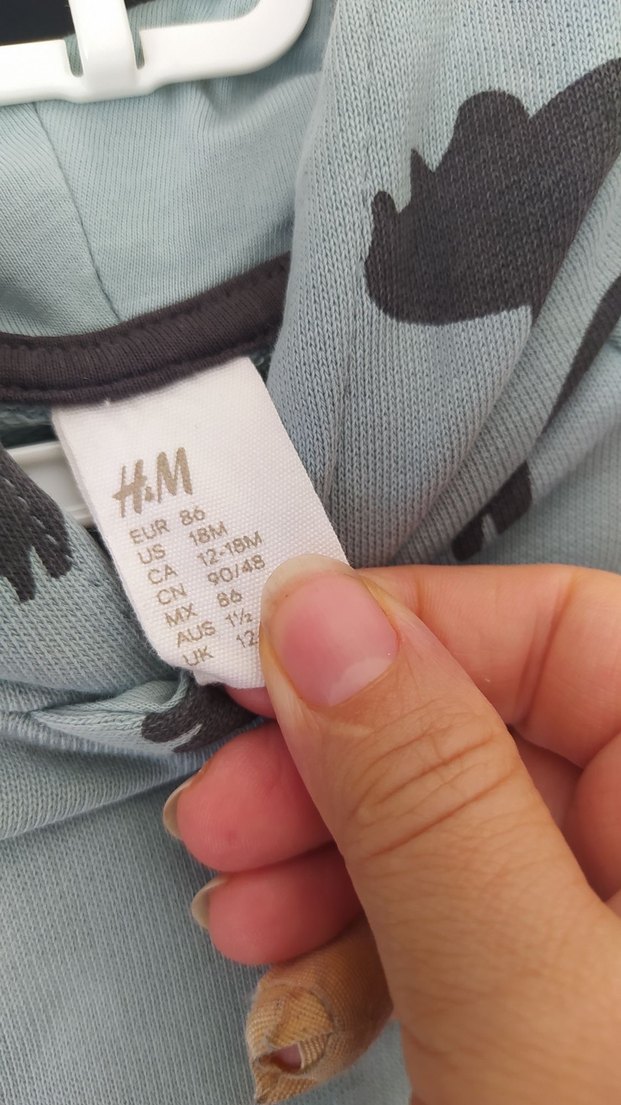 H&M
EUR 86
US 18M
CA 12-18M
CN 90/48
MX 86
AUS 1½
UK 12